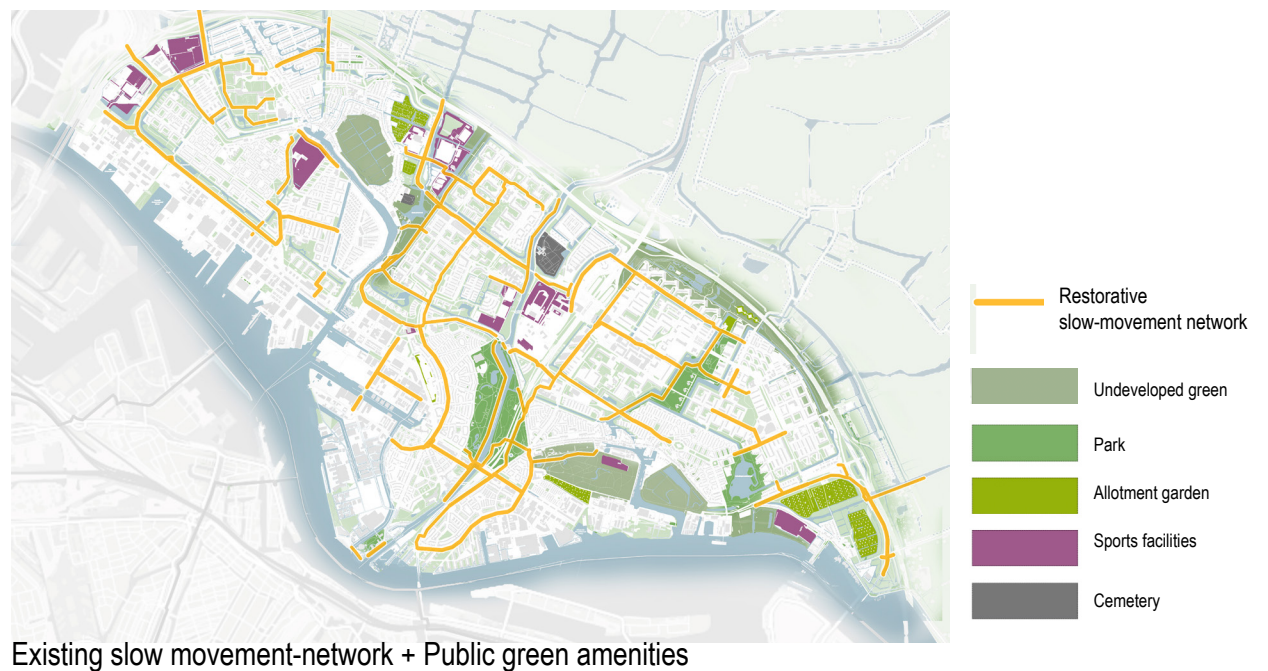 Restorative
slow-movement network
Undeveloped green
Park
Allotment garden
Sports facilities
Cemetery
Existing slow movement-network + Public green amenities